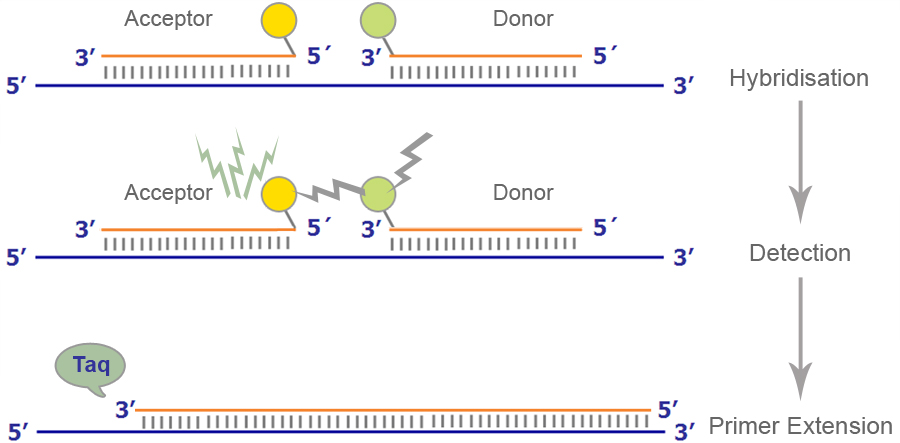 Acceptor Donor
3’ 5´ 3’ 5´
5’ 3’ Hybridisation
Acceptor Donor
3’ 5´ 3’ 5´
5’ 3’ Detection
Taq
3’ 5’
5’ 3’ Primer Extension